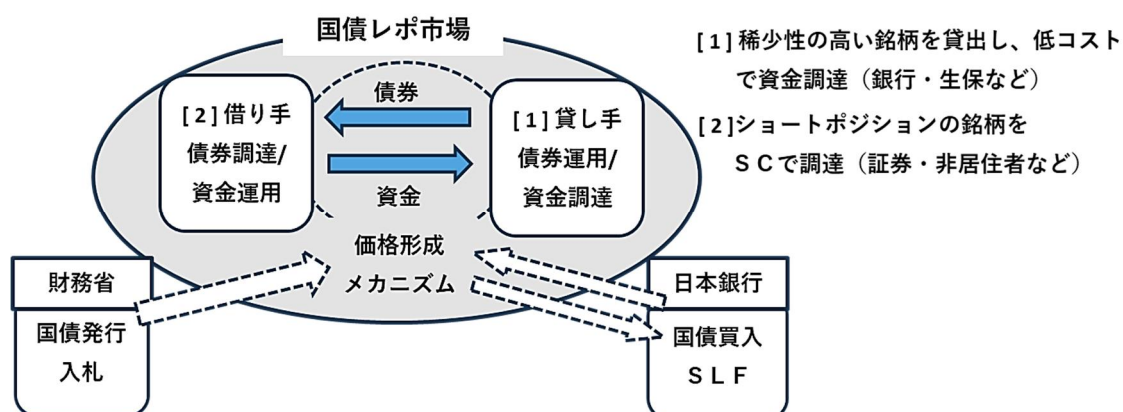 国債レポ市場
[1]稀少性の高い銘柄を貸出し、低コスト
で資金調達（銀行・生保など）
[2]ショートポジションの銘柄を
ＳＣで調達（証券・非居住者など）
債券
[2]借り手
債券調達/
資金運用
[1]貸し手
債券運用/
資金調達
資金
価格形成
メカニズム
財務省
国債発行
入札
日本銀行
国債買入
ＳＬＦ